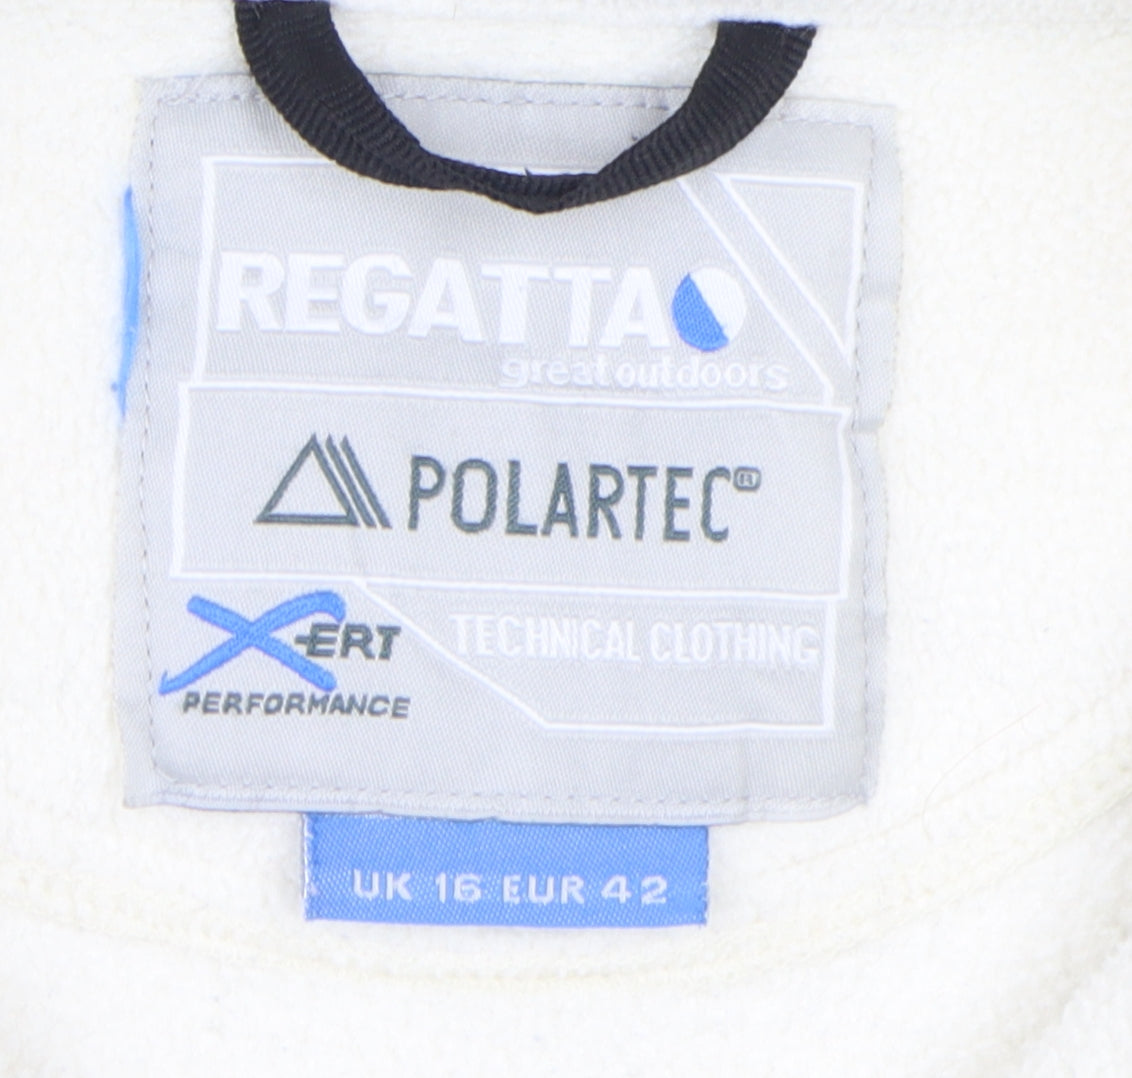 REGATTA
great outdoors
POLARTEC®
X-ERT
PERFORMANCE
TECHNICAL CLOTHING
UK 16 EUR 42